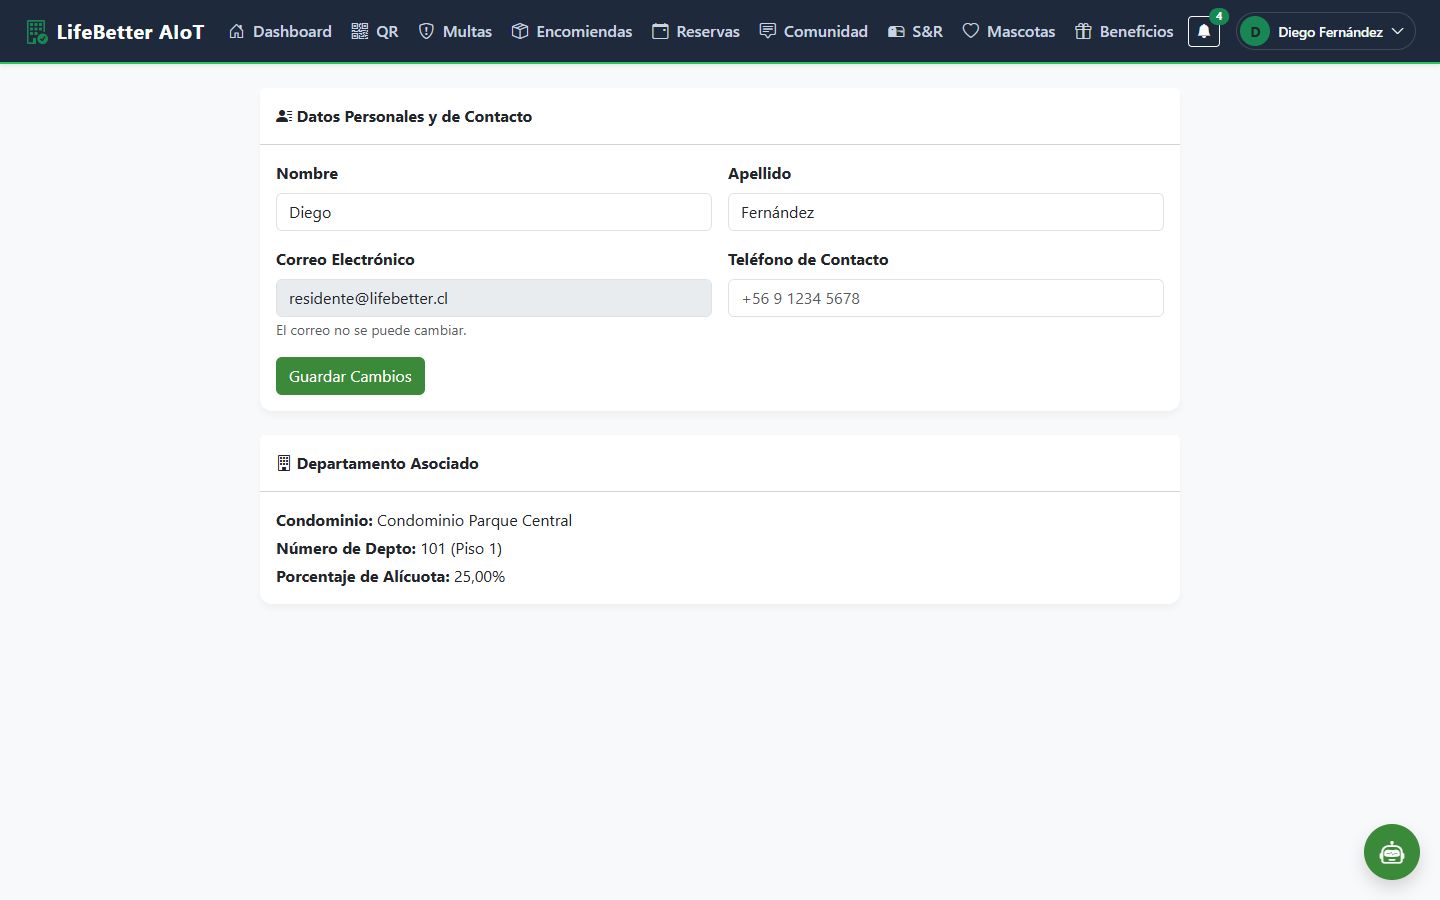 LifeBetter AIoT Dashboard QR Multas Encomiendas Reservas Comunidad S&R Mascotas Beneficios 4 D Diego Fernández
Datos Personales y de Contacto
Nombre Apellido
Diego Fernández
Correo Electrónico Teléfono de Contacto
residente@lifebetter.cl +56 9 1234 5678
El correo no se puede cambiar.
Guardar Cambios
Departamento Asociado
Condominio: Condominio Parque Central
Número de Depto: 101 (Piso 1)
Porcentaje de Alícuota: 25,00%